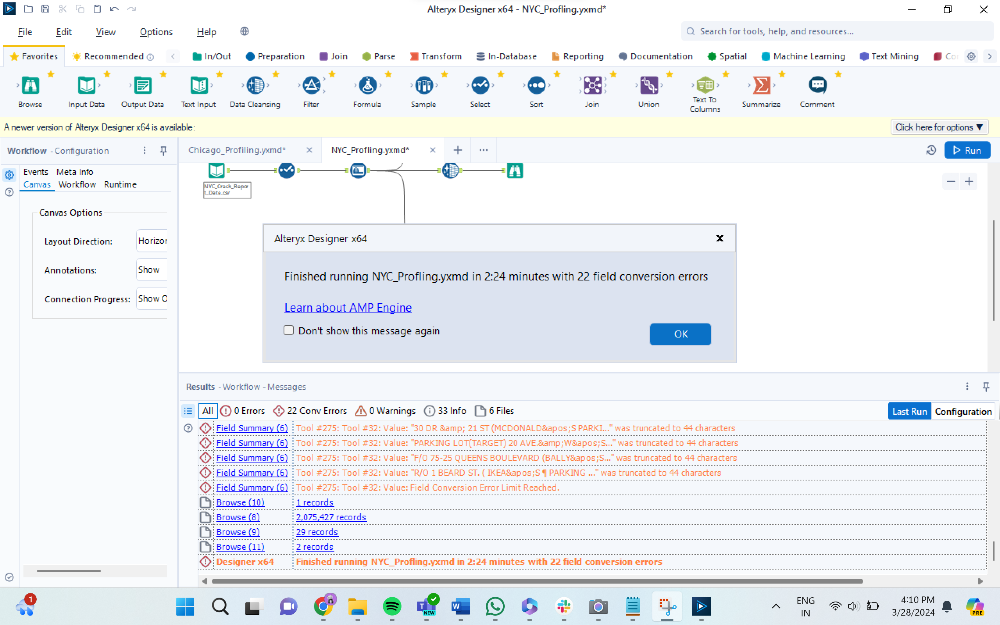 Alteryx Designer x64 - NYC_Profling.yxmd*
File Edit View Options Help
Search for tools, help, and resources...
Favorites Recommended In/Out Preparation Join Parse Transform In-Database Reporting Documentation Spatial Machine Learning Text Mining Co
Browse Input Data Output Data Text Input Data Cleansing Filter Formula Sample Select Sort Join Union Text To Columns Summarize Comment
A newer version of Alteryx Designer x64 is available:
Click here for options ▼
Workflow - Configuration
Chicago_Profiling.yxmd*
NYC_Profling.yxmd*
Run
Events Meta Info
Canvas Workflow Runtime
NYC_Crash_Repor
t_Data.csv
Canvas Options
Layout Direction: Horizor
Annotations: Show
Connection Progress: Show O
Alteryx Designer x64
Finished running NYC_Profling.yxmd in 2:24 minutes with 22 field conversion errors
Learn about AMP Engine
Don't show this message again
OK
Results - Workflow - Messages
All 0 Errors 22 Conv Errors 0 Warnings 33 Info 6 Files
Last Run Configuration
Field Summary (6) Tool #275: Tool #32: Value: "30 DR &amp; 21 ST (MCDONALD&apos;S PARKI..." was truncated to 44 characters
Field Summary (6) Tool #275: Tool #32: Value: "PARKING LOT(TARGET) 20 AVE.&amp;W&apos;S..." was truncated to 44 characters
Field Summary (6) Tool #275: Tool #32: Value: "F/O 75-25 QUEENS BOULEVARD (BALLY&apos;S..." was truncated to 44 characters
Field Summary (6) Tool #275: Tool #32: Value: "R/O 1 BEARD ST. ( IKEA&apos;S ¶ PARKING ..." was truncated to 44 characters
Field Summary (6) Tool #275: Tool #32: Value: Field Conversion Error Limit Reached.
Browse (10) 1 records
Browse (8) 2,075,427 records
Browse (9) 29 records
Browse (11) 2 records
Designer x64 Finished running NYC_Profling.yxmd in 2:24 minutes with 22 field conversion errors
1
T
NEW
W
ENG
IN
4:10 PM
3/28/2024
PRE